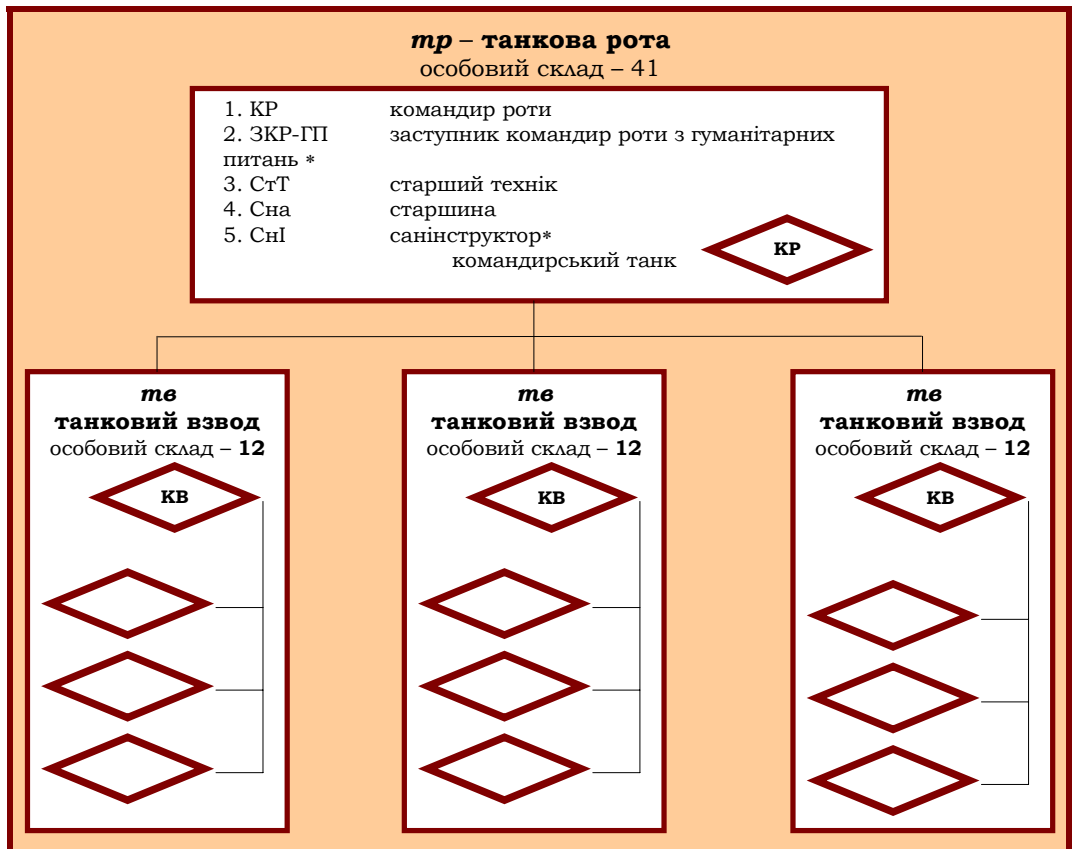 тр – танкова рота
особовий склад – 41
1. КР командир роти
2. ЗКР-ГП заступник командир роти з гуманітарних
питань *
3. СтТ старший технік
4. Сна старшина
5. СнІ санінструктор*
командирський танк
КР
тв
танковий взвод
особовий склад – 12
КВ
тв
танковий взвод
особовий склад – 12
КВ
тв
танковий взвод
особовий склад – 12
КВ